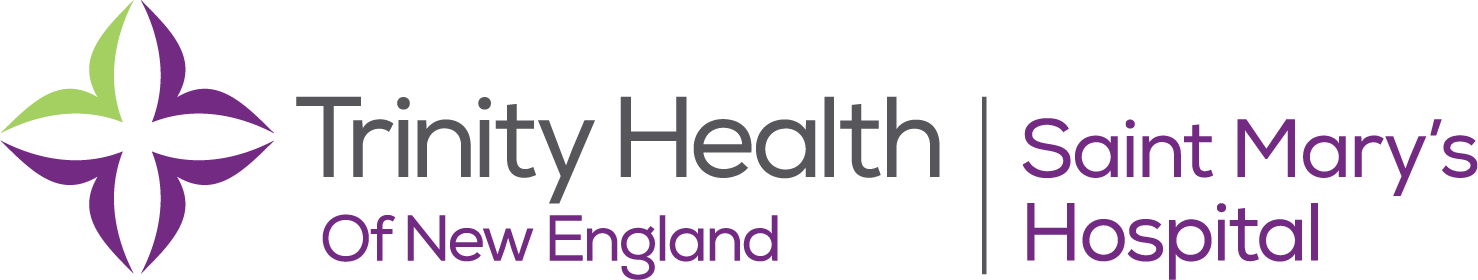 Trinity Health
Of New England
Saint Mary's
Hospital